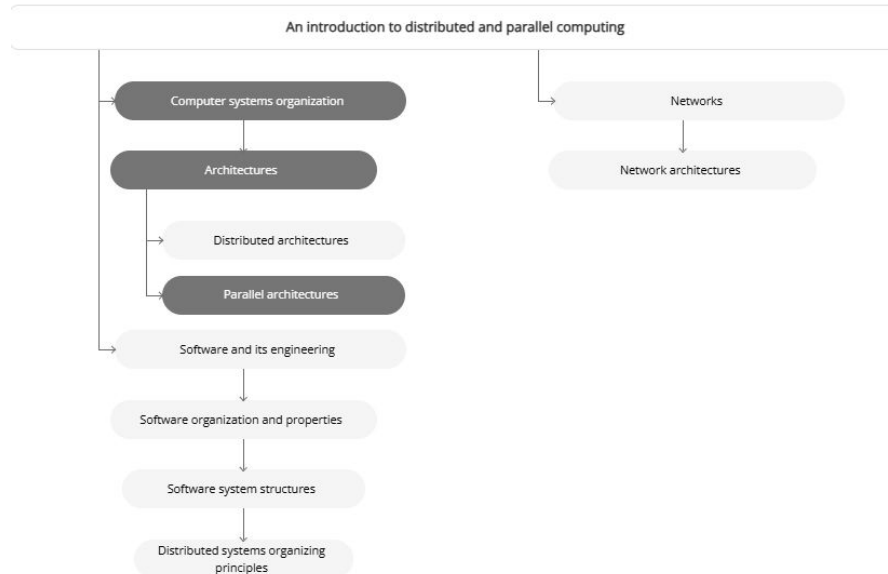 An introduction to distributed and parallel computing
Computer systems organization
Architectures
Distributed architectures
Parallel architectures
Software and its engineering
Software organization and properties
Software system structures
Distributed systems organizing
principles
Networks
Network architectures